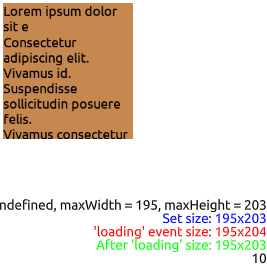 Lorem ipsum dolor
sit e
Consectetur
adipiscing elit.
Vivamus id.
Suspendisse
sollicitudin posuere
felis.
Vivamus consectetur
ndefined, maxWidth = 195, maxHeight = 203
Set size: 195x203
'loading' event size: 195x204
After 'loading' size: 195x203
10